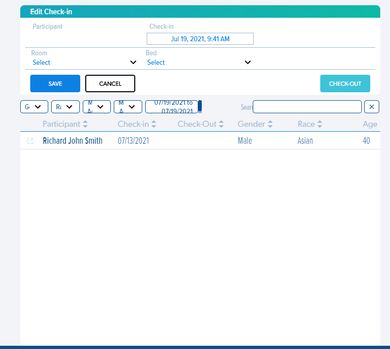 Edit Check-in
Participant Check-in
Jul 19, 2021, 9:41 AM
Room Bed
Select Select
SAVE CANCEL CHECK-OUT
07/19/2021 to
07/19/2021
Participant Check-in Check-Out Gender Race Age
Richard John Smith 07/13/2021 Male Asian 40